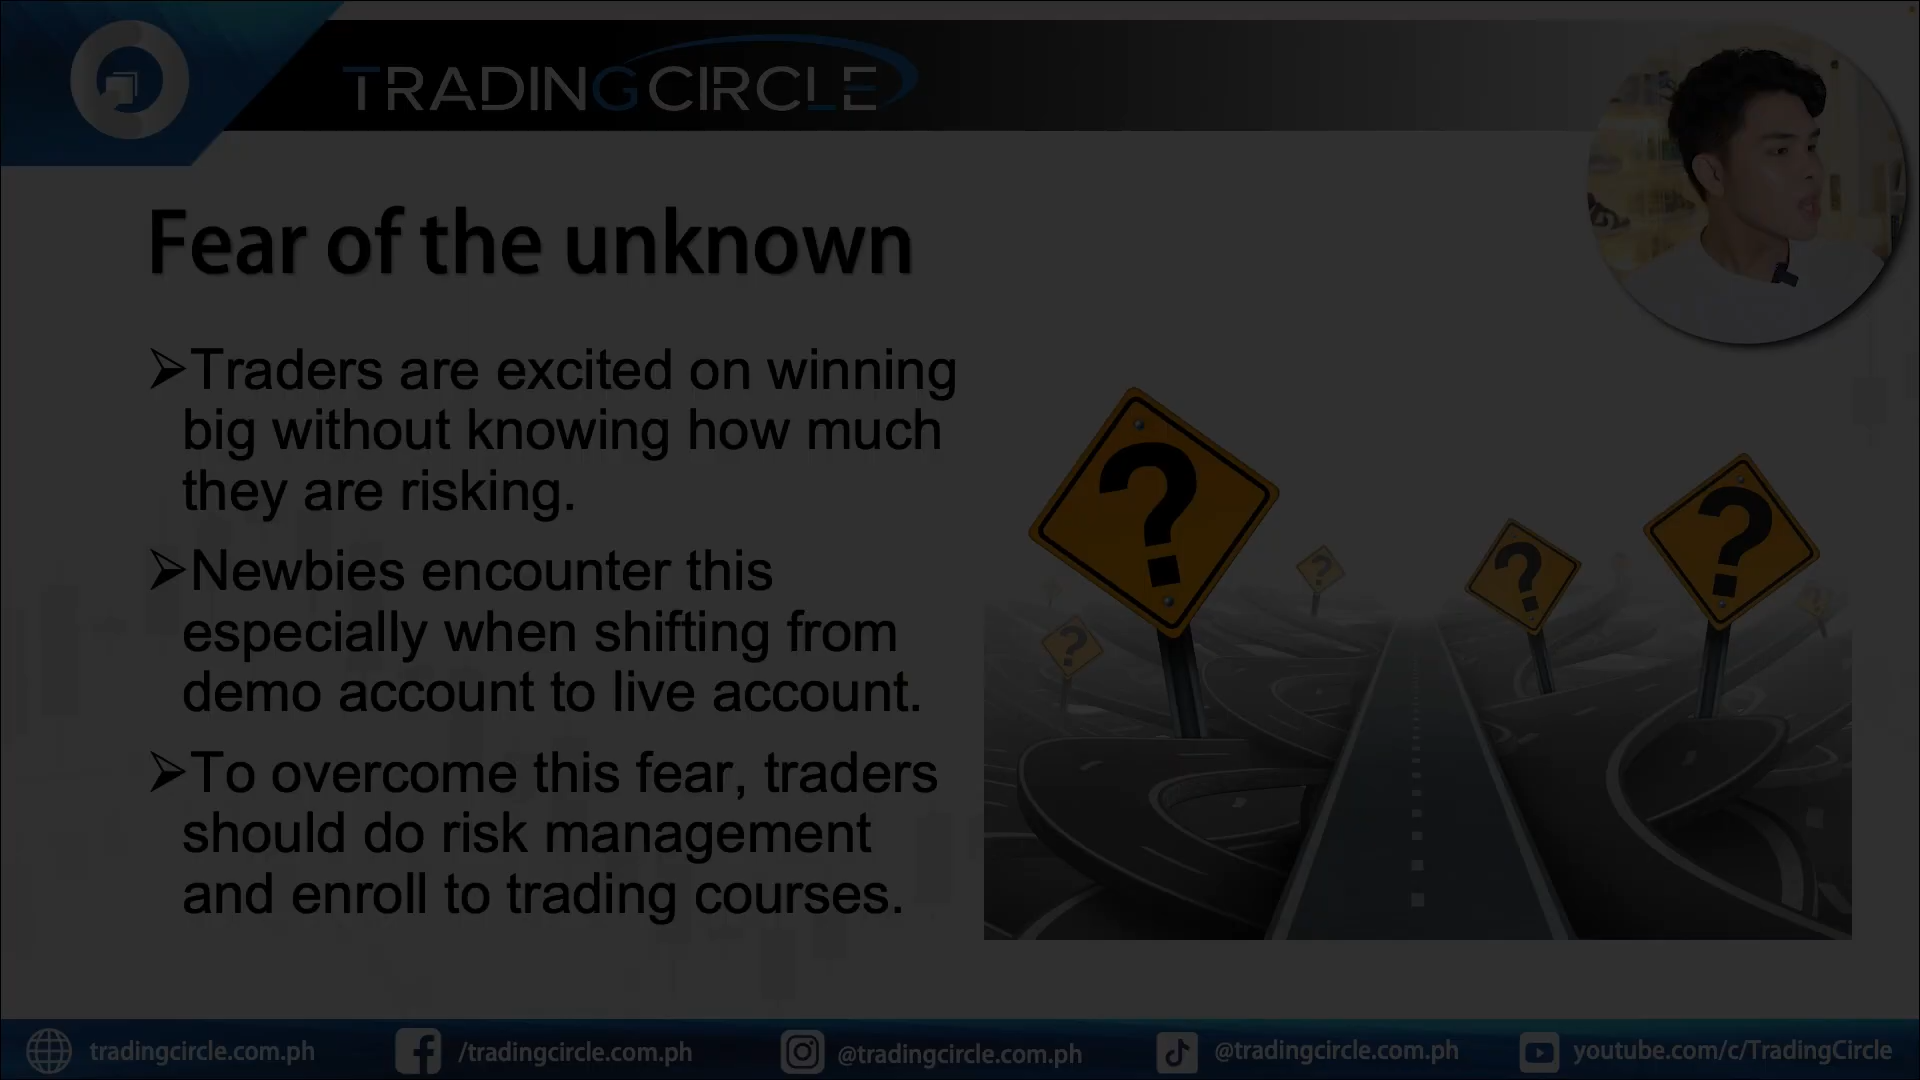 TRADINGCIRCLE
Fear of the unknown
➢Traders are excited on winning
big without knowing how much
they are risking.
➢Newbies encounter this
especially when shifting from
demo account to live account.
➢To overcome this fear, traders
should do risk management
and enroll to trading courses.
?
?
?
?
?
tradingcircle.com.ph
/tradingcircle.com.ph
@tradingcircle.com.ph
@tradingcircle.com.ph
youtube.com/c/TradingCircle